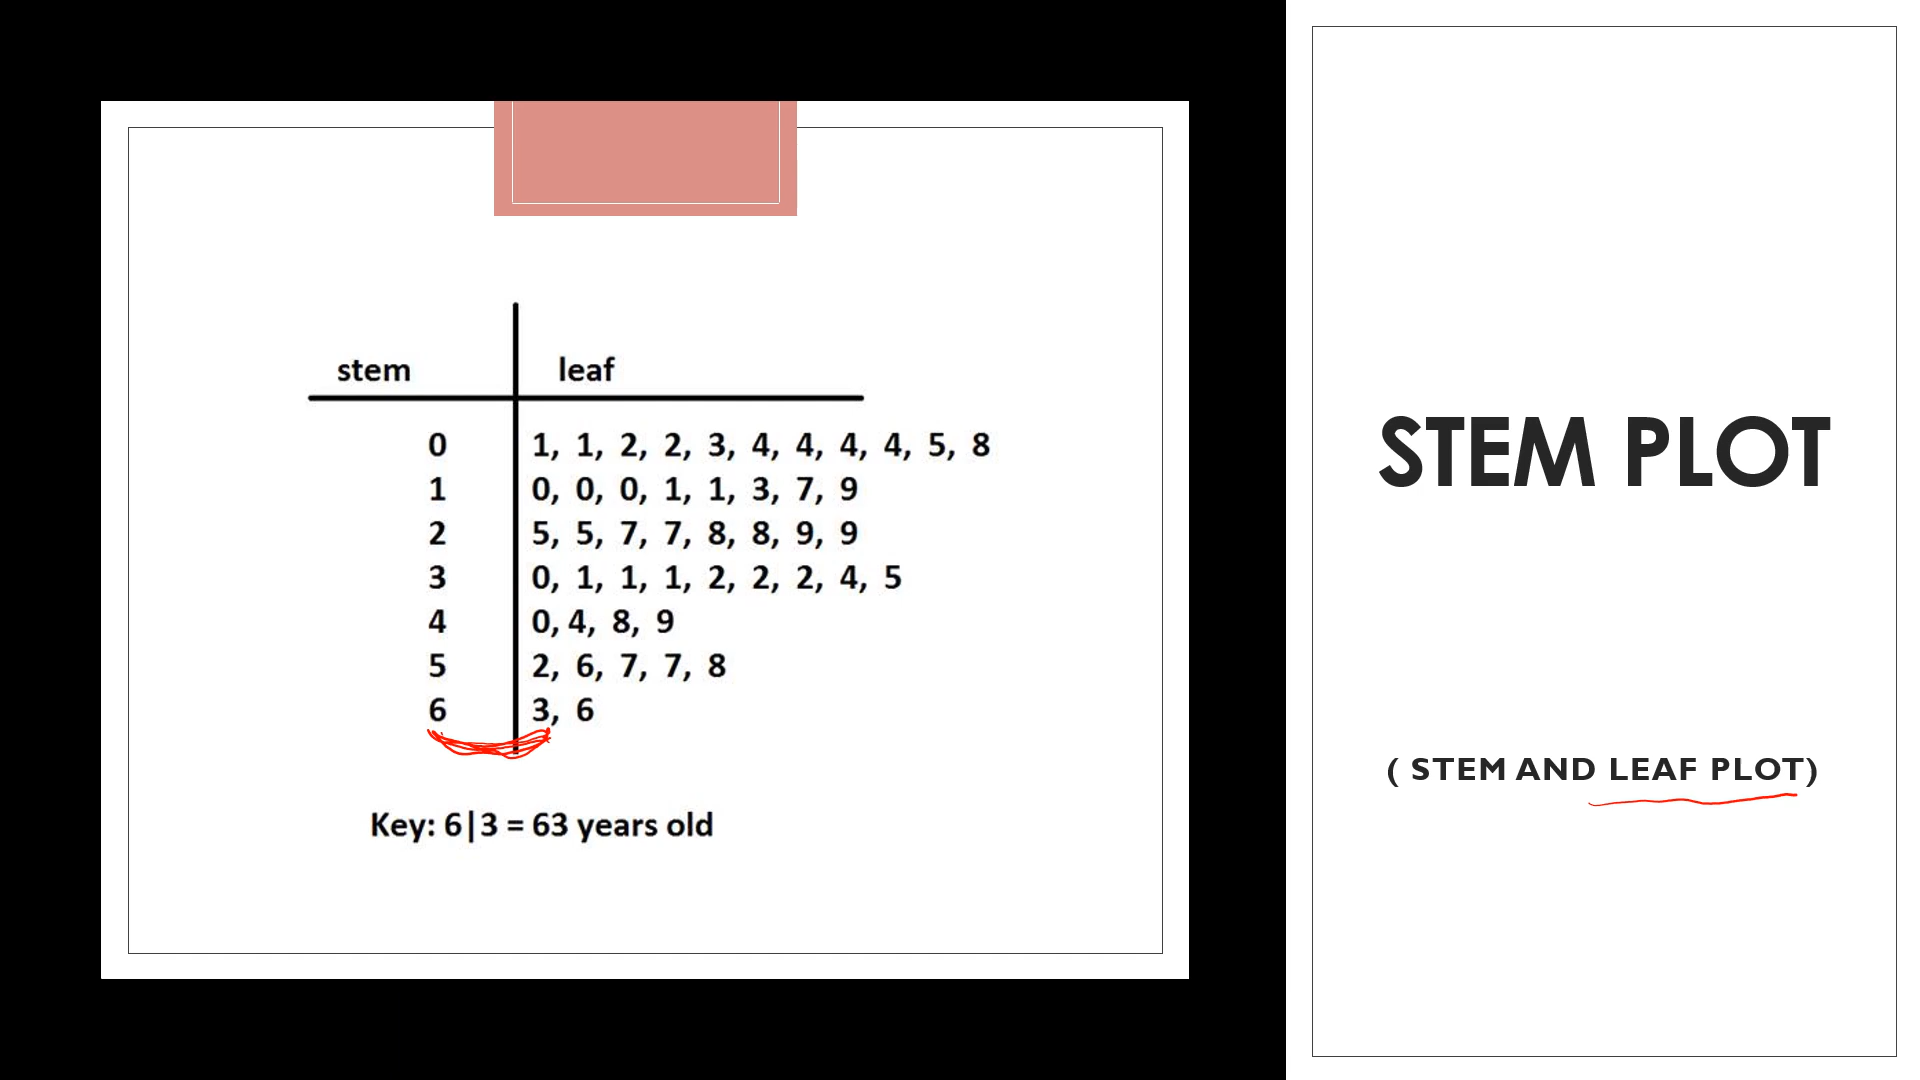 stem leaf
0 1, 1, 2, 2, 3, 4, 4, 4, 4, 5, 8
1 0, 0, 0, 1, 1, 3, 7, 9
2 5, 5, 7, 7, 8, 8, 9, 9
3 0, 1, 1, 1, 2, 2, 2, 4, 5
4 0, 4, 8, 9
5 2, 6, 7, 7, 8
6 3, 6
Key: 6|3 = 63 years old
STEM PLOT
( STEM AND LEAF PLOT)